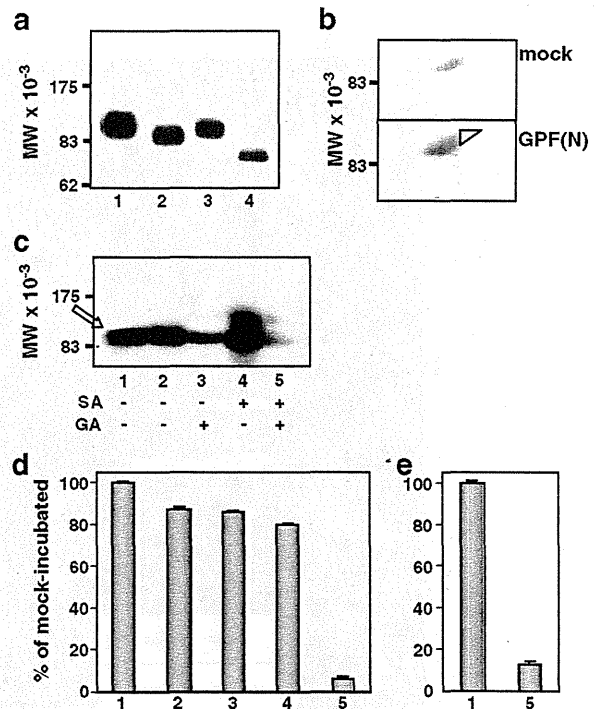 a
MW x 10-3
175
83
62
1 2 3 4
b
MW x 10-3
83
mock
83
GPF(N)
c
MW x 10-3
175
83
1 2 3 4 5
SA - - - + +
GA - - + - +
d
% of mock-incubated
100
80
60
40
20
0
1 2 3 4 5
e
100
80
60
40
20
0
1 5